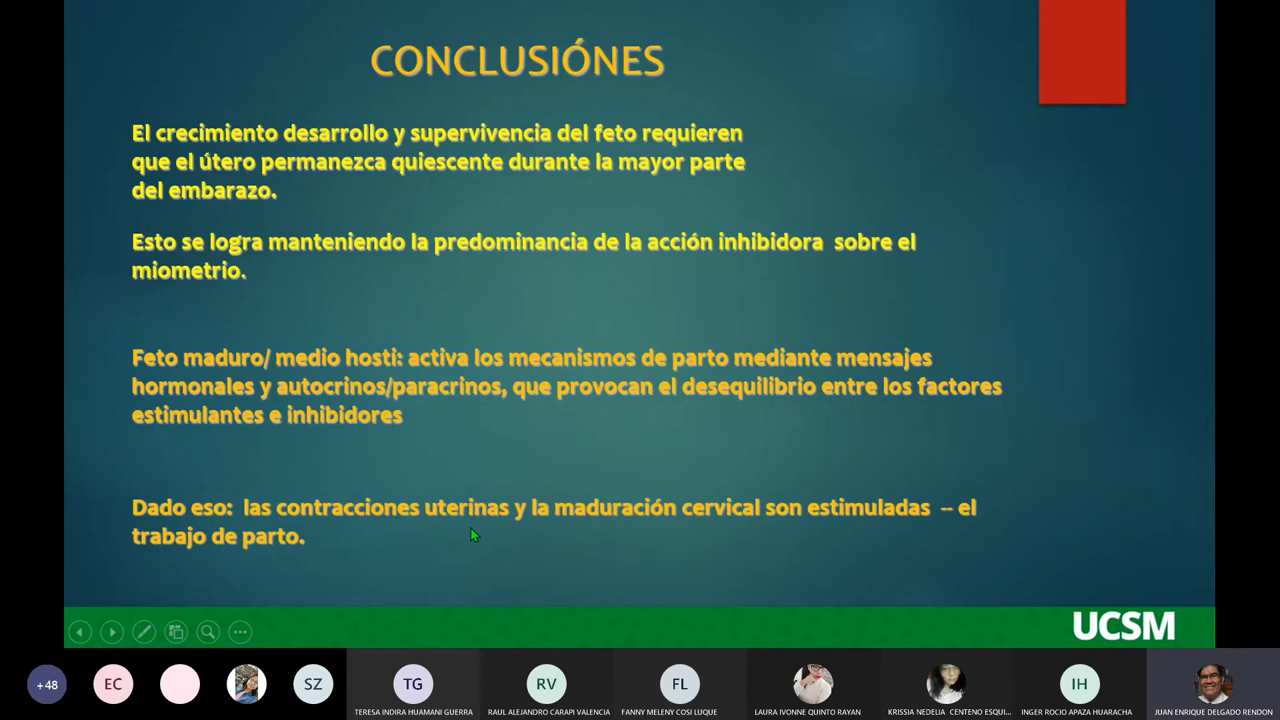 CONCLUSIÓNES
El crecimiento desarrollo y supervivencia del feto requieren
que el útero permanezca quiescente durante la mayor parte
del embarazo.
Esto se logra manteniendo la predominancia de la acción inhibidora sobre el
miometrio.
Feto maduro/ medio hosti: activa los mecanismos de parto mediante mensajes
hormonales y autocrinos/paracrinos, que provocan el desequilibrio entre los factores
estimulantes e inhibidores
Dado eso: las contracciones uterinas y la maduración cervical son estimuladas -- el
trabajo de parto.
UCSM
+48
EC
SZ
TG
RV
FL
IH
TERESA INDIRA HUAMANI GUERRA
RAUL ALEJANDRO CARAPI VALENCIA
FANNY MELENY COSI LUQUE
LAURA IVONNE QUINTO RAYAN
KRISSIA NEDELIA CENTENO ESQUI...
INGER ROCIO APAZA HUARACHA
JUAN ENRIQUE DELGADO RENDON